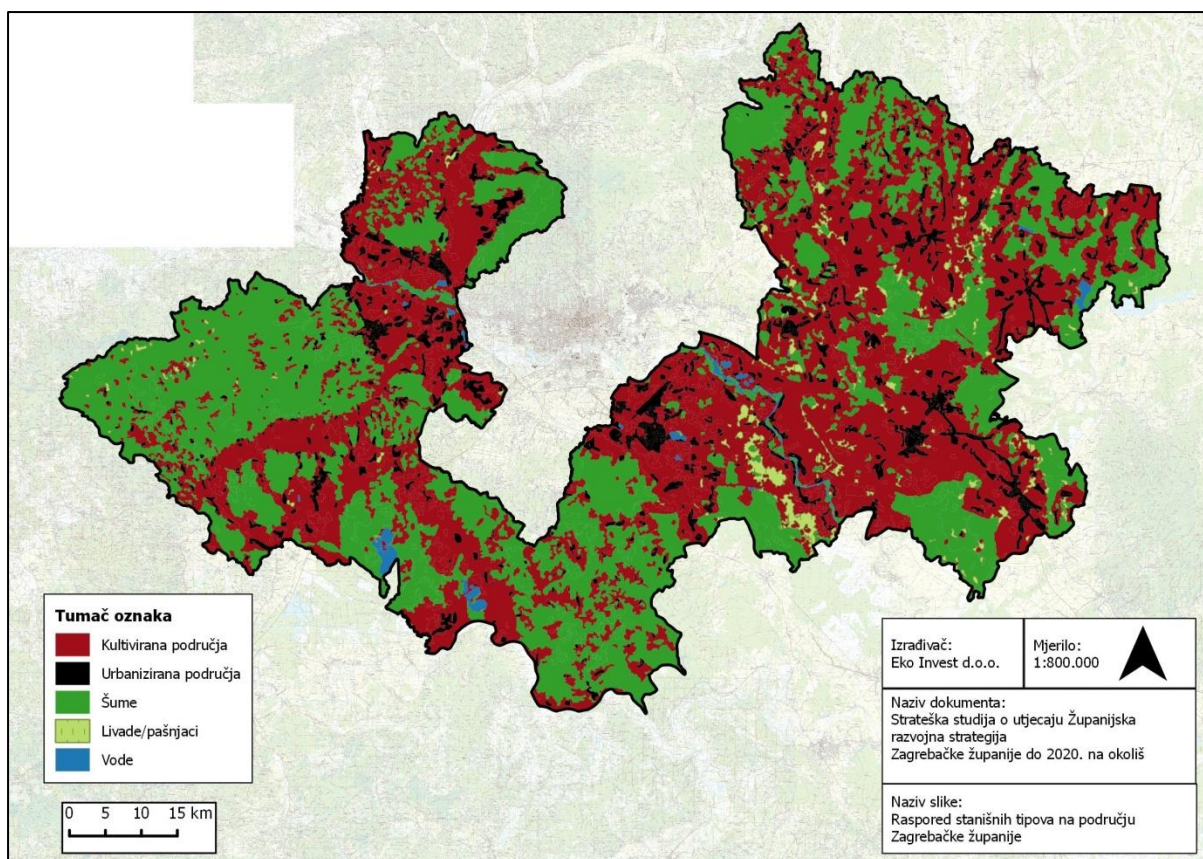 Tumač oznaka
Kultivirana područja
Urbanizirana područja
Šume
Livade/pašnjaci
Vode
0 5 10 15 km
Izrađivač:
Eko Invest d.o.o.
Mjerilo:
1:800.000
Naziv dokumenta:
Strateška studija o utjecaju Županijska
razvojna strategija
Zagrebačke županije do 2020. na okoliš
Naziv slike:
Raspored stanišnih tipova na području
Zagrebačke županije